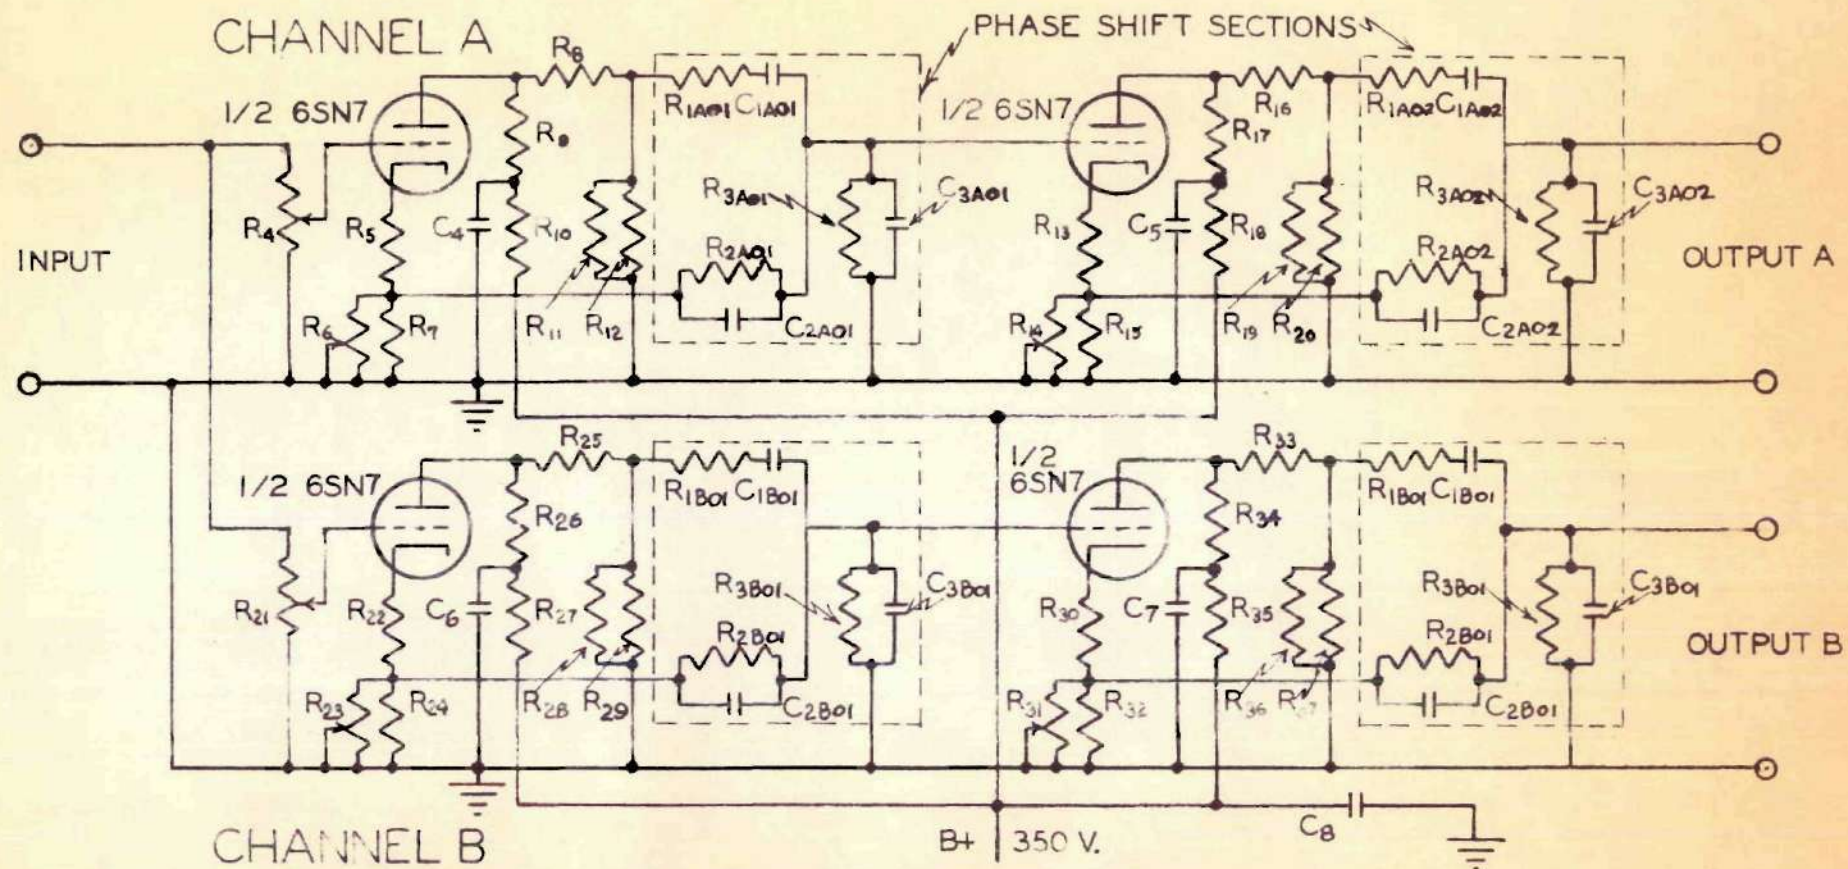 CHANNEL A
PHASE SHIFT SECTIONS
R8
R1A01 C1A01
R16
R1A02 C1A02
1/2 6SN7
R9
1/2 6SN7
R17
R3A01
C3A01
R3A02
C3A02
R4
R5
C4
R10
R13
C5
R18
INPUT
R2A01
R2A02
OUTPUT A
R6
R7
R11
R12
C2A01
R14
R15
R19
R20
C2A02
R25
R33
1/2 6SN7
R1B01 C1B01
1/2
6SN7
R1B01 C1B01
R26
R34
R3B01
C3B01
R3B01
C3B01
R21
R22
C6
R27
R30
C7
R35
R2B01
R2B01
OUTPUT B
R23
R24
R28
R29
C2B01
R31
R32
R36
C2B01
CHANNEL B
B+ 350 V.
C8